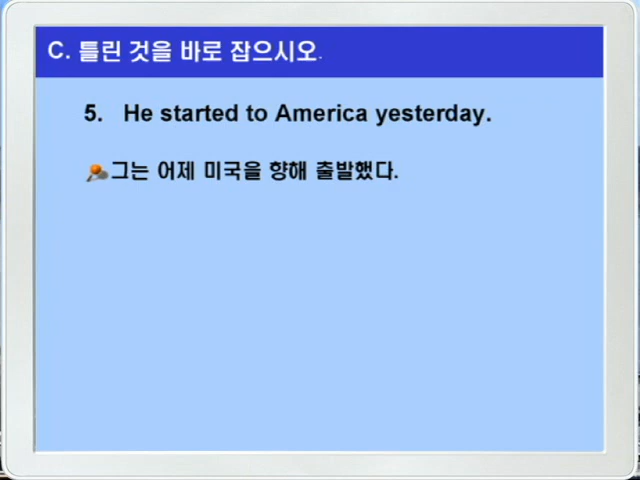 C. 틀린 것을 바로 잡으시오.
5. He started to America yesterday.
그는 어제 미국을 향해 출발했다.